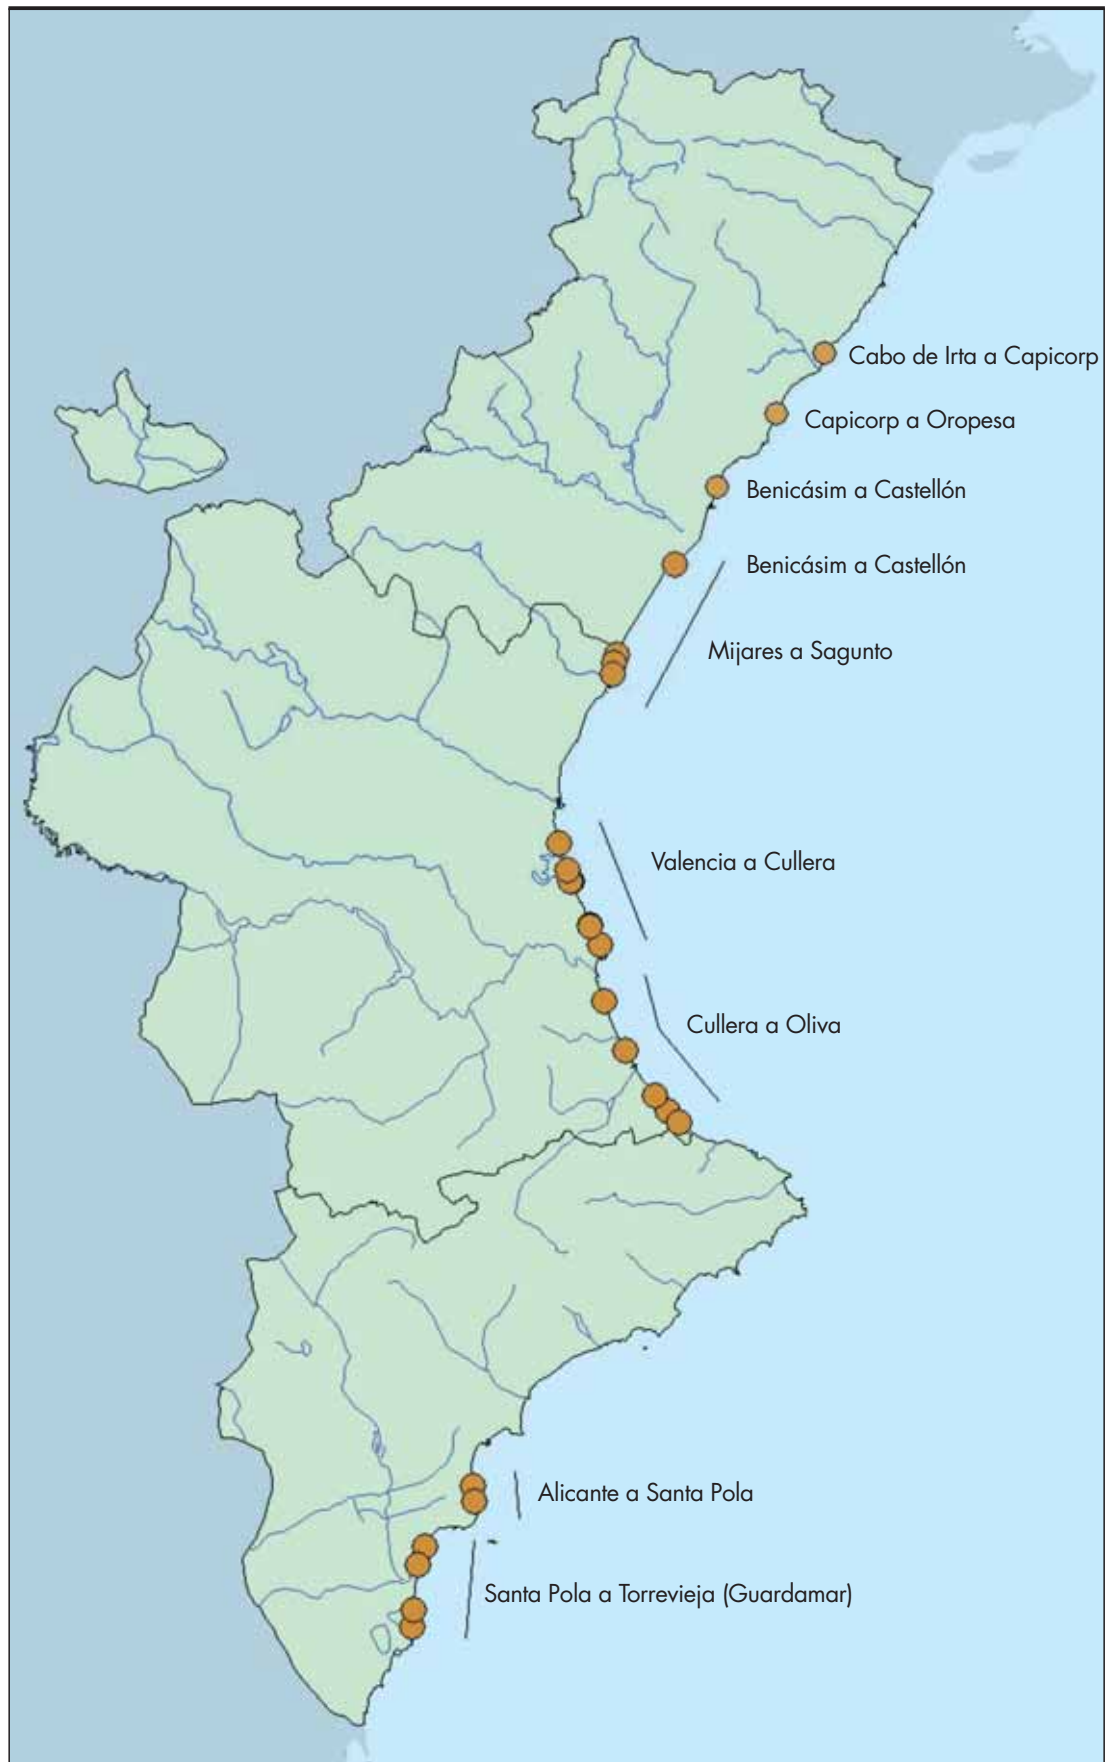 Cabo de Irta a Capicorp
Capicorp a Oropesa
Benicásim a Castellón
Benicásim a Castellón
Mijares a Sagunto
Valencia a Cullera
Cullera a Oliva
Alicante a Santa Pola
Santa Pola a Torrevieja (Guardamar)